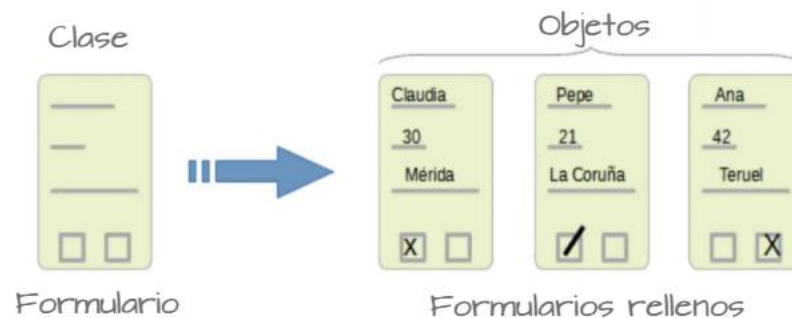 Clase
Objetos
Claudia
30
Mérida
X
Pepe
21
La Coruña
Ana
42
Teruel
X
Formulario
Formularios rellenos